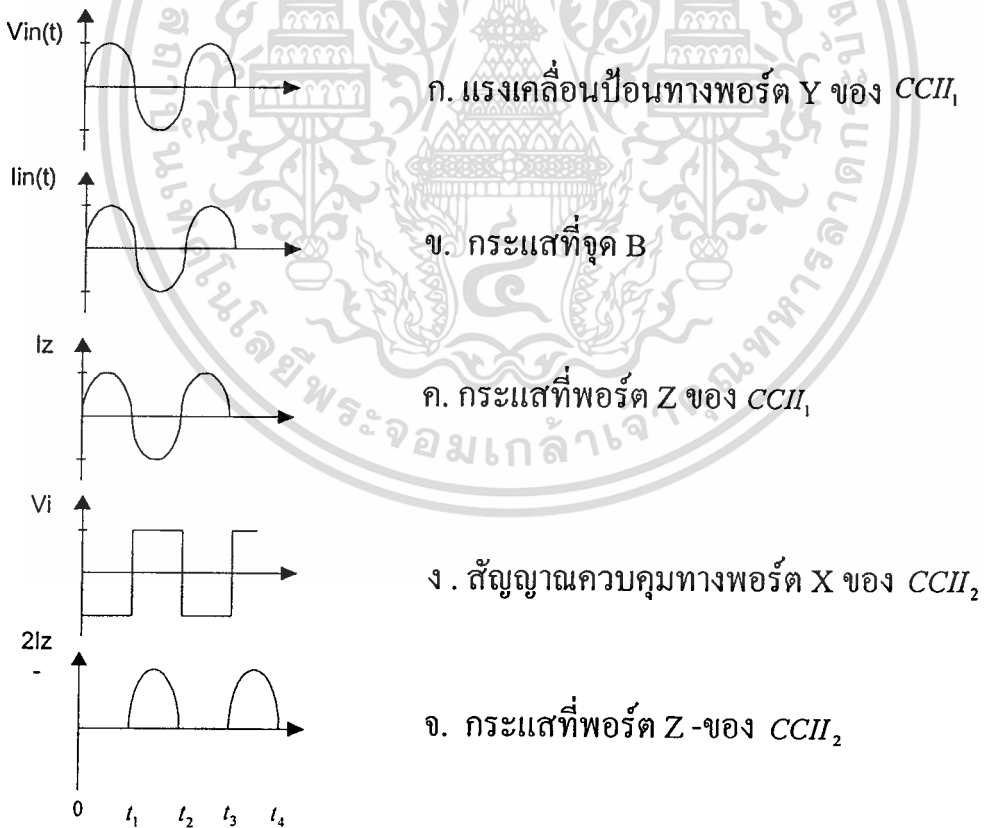 Vin(t)
ก. แรงเคลื่อนป้อนทางพอร์ต Y ของ CCII₁
Iin(t)
ข. กระแสที่จุด B
Iz
ค. กระแสที่พอร์ต Z ของ CCII₁
Vi
ง . สัญญาณควบคุมทางพอร์ต X ของ CCII₂
2Iz
-
จ. กระแสที่พอร์ต Z -ของ CCII₂
0 t₁ t₂ t₃ t₄